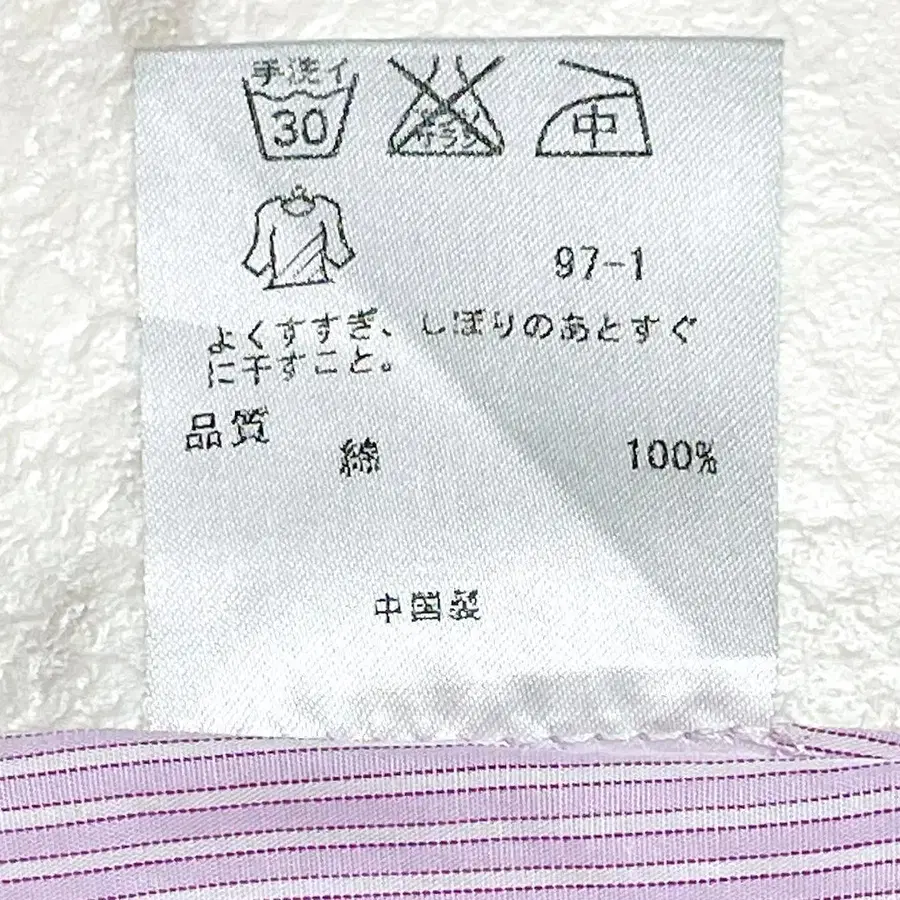 手洗イ
30
中
97-1
よくすすぎ、しぼりのあとすぐ
に干すこと。
品質
綿 100%
中国製